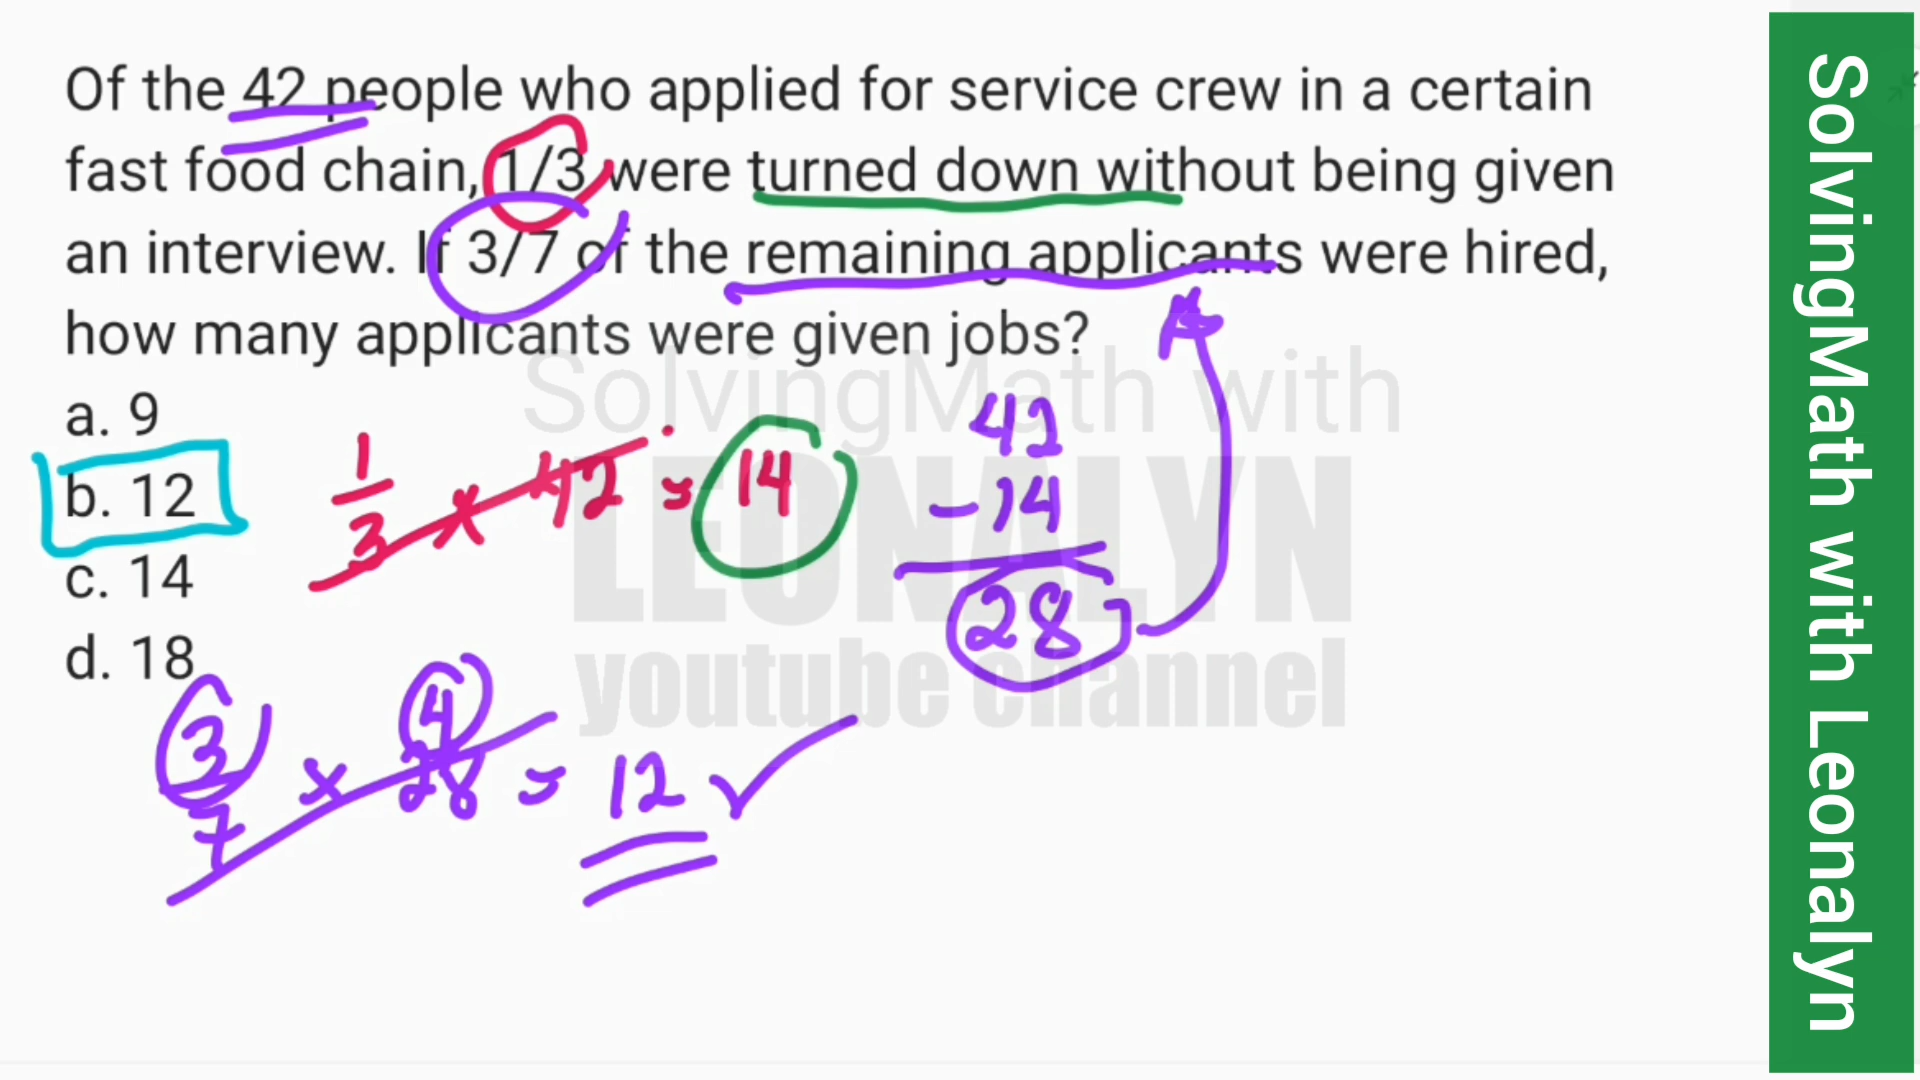 Of the 42 people who applied for service crew in a certain
fast food chain, 1/3 were turned down without being given
an interview. If 3/7 of the remaining applicants were hired,
how many applicants were given jobs?
a. 9
b. 12
c. 14
d. 18
1/3 x 42 = 14
42
-14
28
4
3/7 x 28 = 12
SolvingMath with
LEONALYN
youtube channel
SolvingMath with Leonalyn